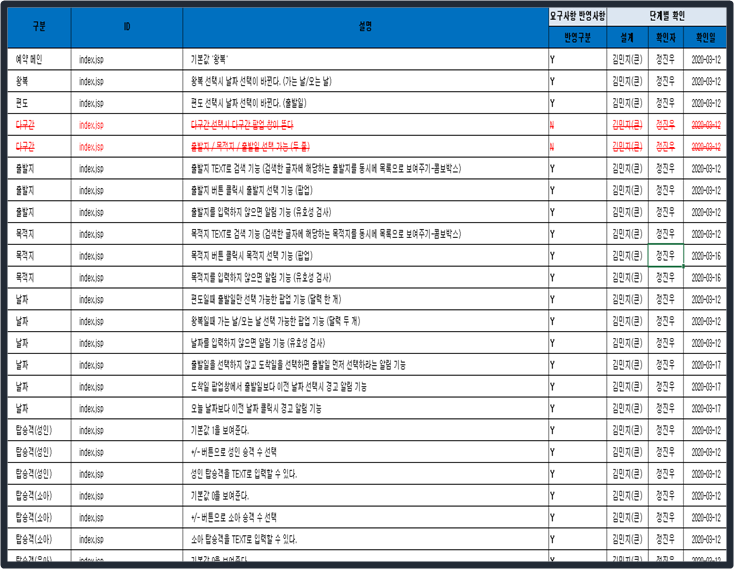 구분 ID 설명 요구사항 반영사항 단계별 확인
반영구분 설계 확인자 확인일
예약 메인 index.jsp 기본값 '왕복' Y 김민지(큰) 정진우 2020-03-12
왕복 index.jsp 왕복 선택시 날짜 선택이 바뀐다. (가는 날/오는 날) Y 김민지(큰) 정진우 2020-03-12
편도 index.jsp 편도 선택시 날짜 선택이 바뀐다. (출발일) Y 김민지(큰) 정진우 2020-03-12
다구간 index.jsp 다구간 선택시 다구간 팝업 창이 뜬다 N 김민지(큰) 정진우 2020-03-12
다구간 index.jsp 출발지 / 목적지 / 출발일 선택 가능 (두 줄) N 김민지(큰) 정진우 2020-03-12
출발지 index.jsp 출발지 TEXT로 검색 기능 (검색한 글자에 해당하는 출발지를 동시에 목록으로 보여주기-콤보박스) Y 김민지(큰) 정진우 2020-03-12
출발지 index.jsp 출발지 버튼 클릭시 출발지 선택 기능 (팝업) Y 김민지(큰) 정진우 2020-03-12
출발지 index.jsp 출발지를 입력하지 않으면 알림 기능 (유효성 검사) Y 김민지(큰) 정진우 2020-03-12
목적지 index.jsp 목적지 TEXT로 검색 기능 (검색한 글자에 해당하는 목적지를 동시에 목록으로 보여주기-콤보박스) Y 김민지(큰) 정진우 2020-03-12
목적지 index.jsp 목적지 버튼 클릭시 목적지 선택 기능 (팝업) Y 김민지(큰) 정진우 2020-03-16
목적지 index.jsp 목적지를 입력하지 않으면 알림 기능 (유효성 검사) Y 김민지(큰) 정진우 2020-03-16
날짜 index.jsp 편도일때 출발일만 선택 가능한 팝업 기능 (달력 한 개) Y 김민지(큰) 정진우 2020-03-12
날짜 index.jsp 왕복일때 가는 날/오는 날 선택 가능한 팝업 기능 (달력 두 개) Y 김민지(큰) 정진우 2020-03-12
날짜 index.jsp 날짜를 입력하지 않으면 알림 기능 (유효성 검사) Y 김민지(큰) 정진우 2020-03-12
날짜 index.jsp 출발일을 선택하지 않고 도착일을 선택하면 출발일 먼저 선택하라는 알림 기능 Y 김민지(큰) 정진우 2020-03-17
날짜 index.jsp 도착일 팝업창에서 출발일보다 이전 날짜 선택시 경고 알림 기능 Y 김민지(큰) 정진우 2020-03-17
날짜 index.jsp 오늘 날짜보다 이전 날짜 클릭시 경고 알림 기능 Y 김민지(큰) 정진우 2020-03-17
탑승객(성인) index.jsp 기본값 1을 보여준다. Y 김민지(큰) 정진우 2020-03-12
탑승객(성인) index.jsp +/- 버튼으로 성인 승객 수 선택 Y 김민지(큰) 정진우 2020-03-12
탑승객(성인) index.jsp 성인 탑승객을 TEXT로 입력할 수 있다. Y 김민지(큰) 정진우 2020-03-12
탑승객(소아) index.jsp 기본값 0을 보여준다. Y 김민지(큰) 정진우 2020-03-12
탑승객(소아) index.jsp +/- 버튼으로 소아 승객 수 선택 Y 김민지(큰) 정진우 2020-03-12
탑승객(소아) index.jsp 소아 탑승객을 TEXT로 입력할 수 있다. Y 김민지(큰) 정진우 2020-03-12
탑승객(유아) index.jsp 기본값 0을 보여준다. Y 김민지(큰) 정진우 2020-03-12